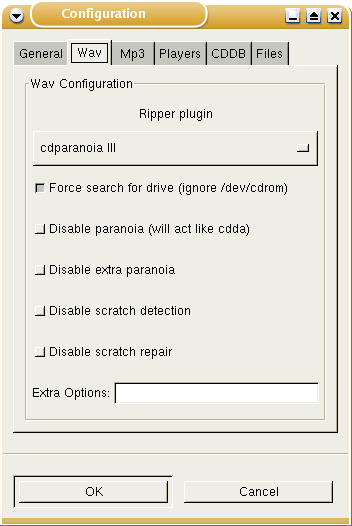 Configuration
General Wav Mp3 Players CDDB Files
Wav Configuration
Ripper plugin
cdparanoia III
Force search for drive (ignore /dev/cdrom)
Disable paranoia (will act like cdda)
Disable extra paranoia
Disable scratch detection
Disable scratch repair
Extra Options:
OK Cancel